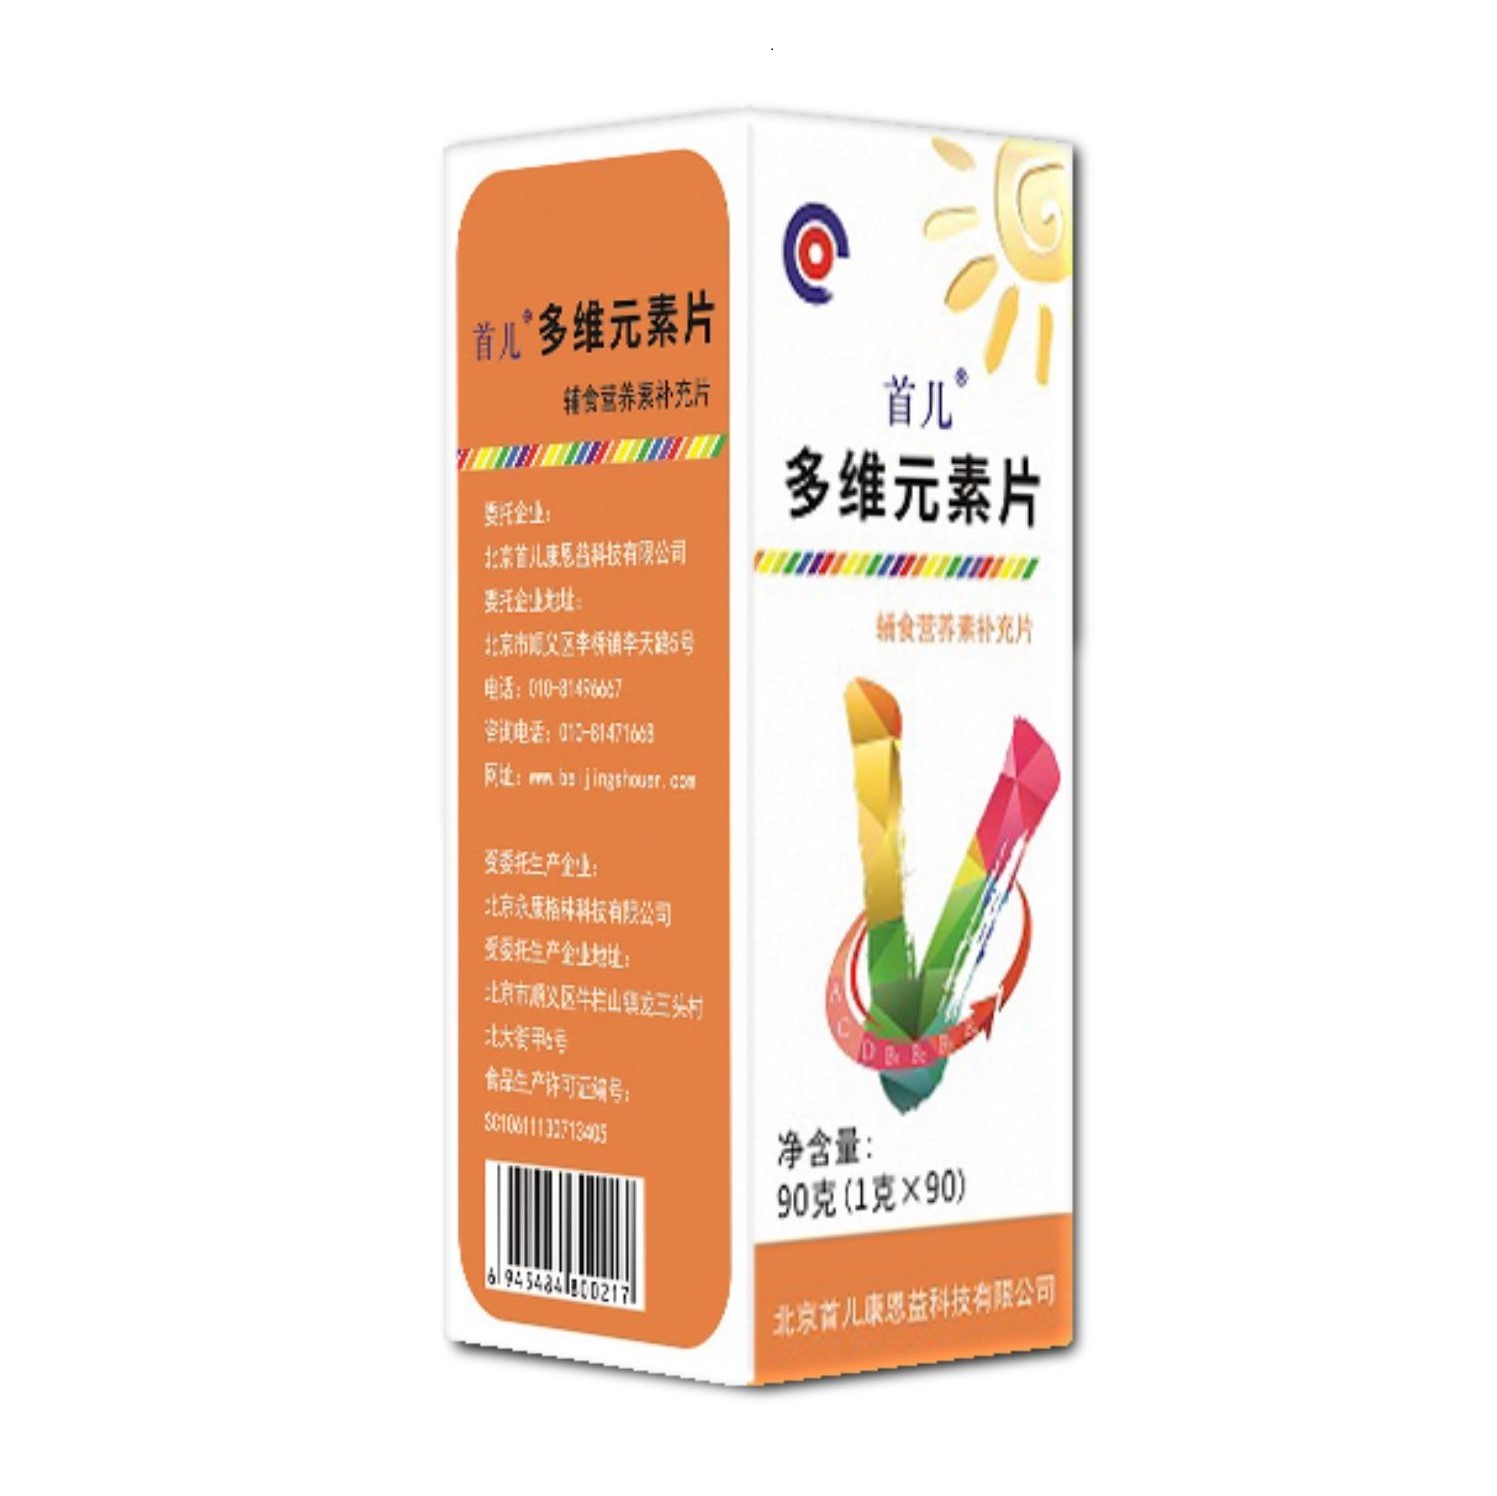 首儿® 多维元素片
辅食营养素补充片
委托企业：
北京首儿康恩益科技有限公司
委托企业地址：
北京市顺义区李桥镇李天路5号
电话：010-81496667
咨询电话：010-81471668
网址：www.beijingshouer.com
受委托生产企业：
北京永康格林科技有限公司
受委托生产企业地址：
北京市顺义区牛栏山镇龙王头村
北大街甲6号
食品生产许可证编号：
SC10611130713405
6 945484 800217
首儿®
多维元素片
辅食营养素补充片
A C D B₁ B₂
净含量：
90克(1克×90)
北京首儿康恩益科技有限公司